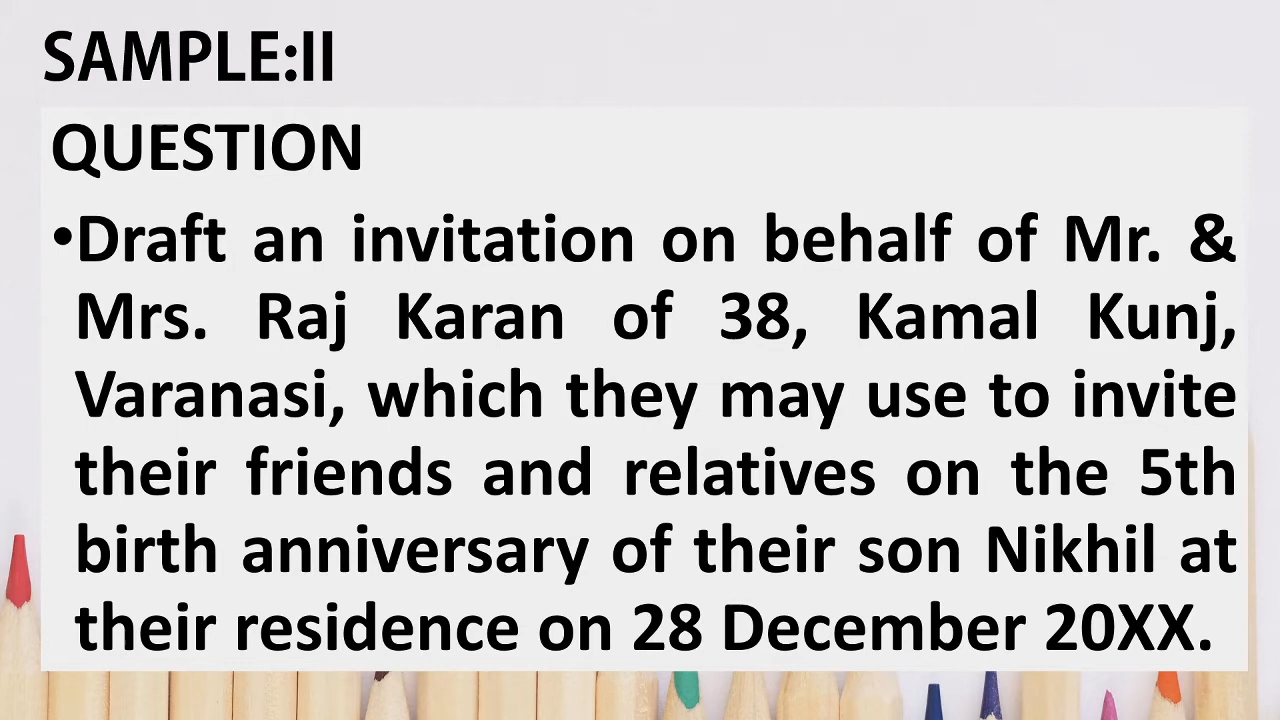 SAMPLE:II
QUESTION
•Draft an invitation on behalf of Mr. &
Mrs. Raj Karan of 38, Kamal Kunj,
Varanasi, which they may use to invite
their friends and relatives on the 5th
birth anniversary of their son Nikhil at
their residence on 28 December 20XX.